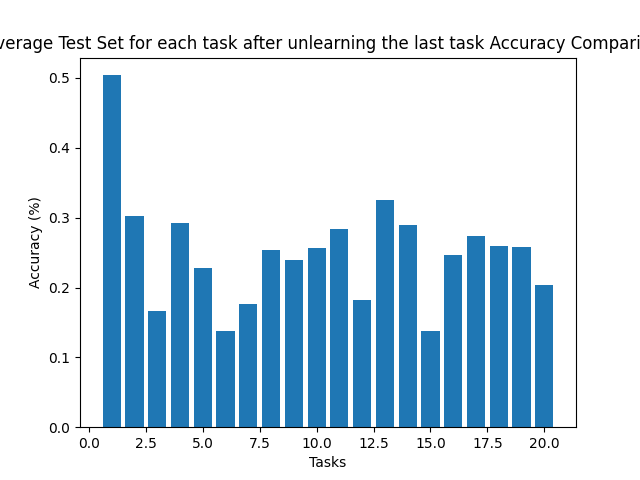 verage Test Set for each task after unlearning the last task Accuracy Compari
0.5
0.4
0.3
0.2
0.1
0.0
Accuracy (%)
0.0 2.5 5.0 7.5 10.0 12.5 15.0 17.5 20.0
Tasks